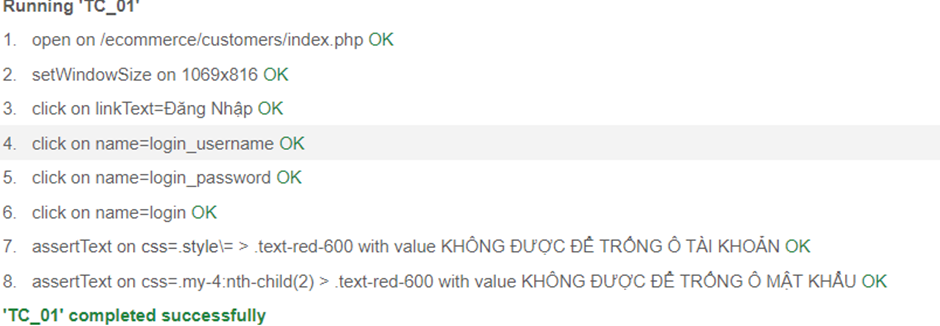 Running 'TC_01'
1. open on /ecommerce/customers/index.php OK
2. setWindowSize on 1069x816 OK
3. click on linkText=Đăng Nhập OK
4. click on name=login_username OK
5. click on name=login_password OK
6. click on name=login OK
7. assertText on css=.style\= > .text-red-600 with value KHÔNG ĐƯỢC ĐỂ TRỐNG Ô TÀI KHOẢN OK
8. assertText on css=.my-4:nth-child(2) > .text-red-600 with value KHÔNG ĐƯỢC ĐỂ TRỐNG Ô MẬT KHẨU OK
'TC_01' completed successfully